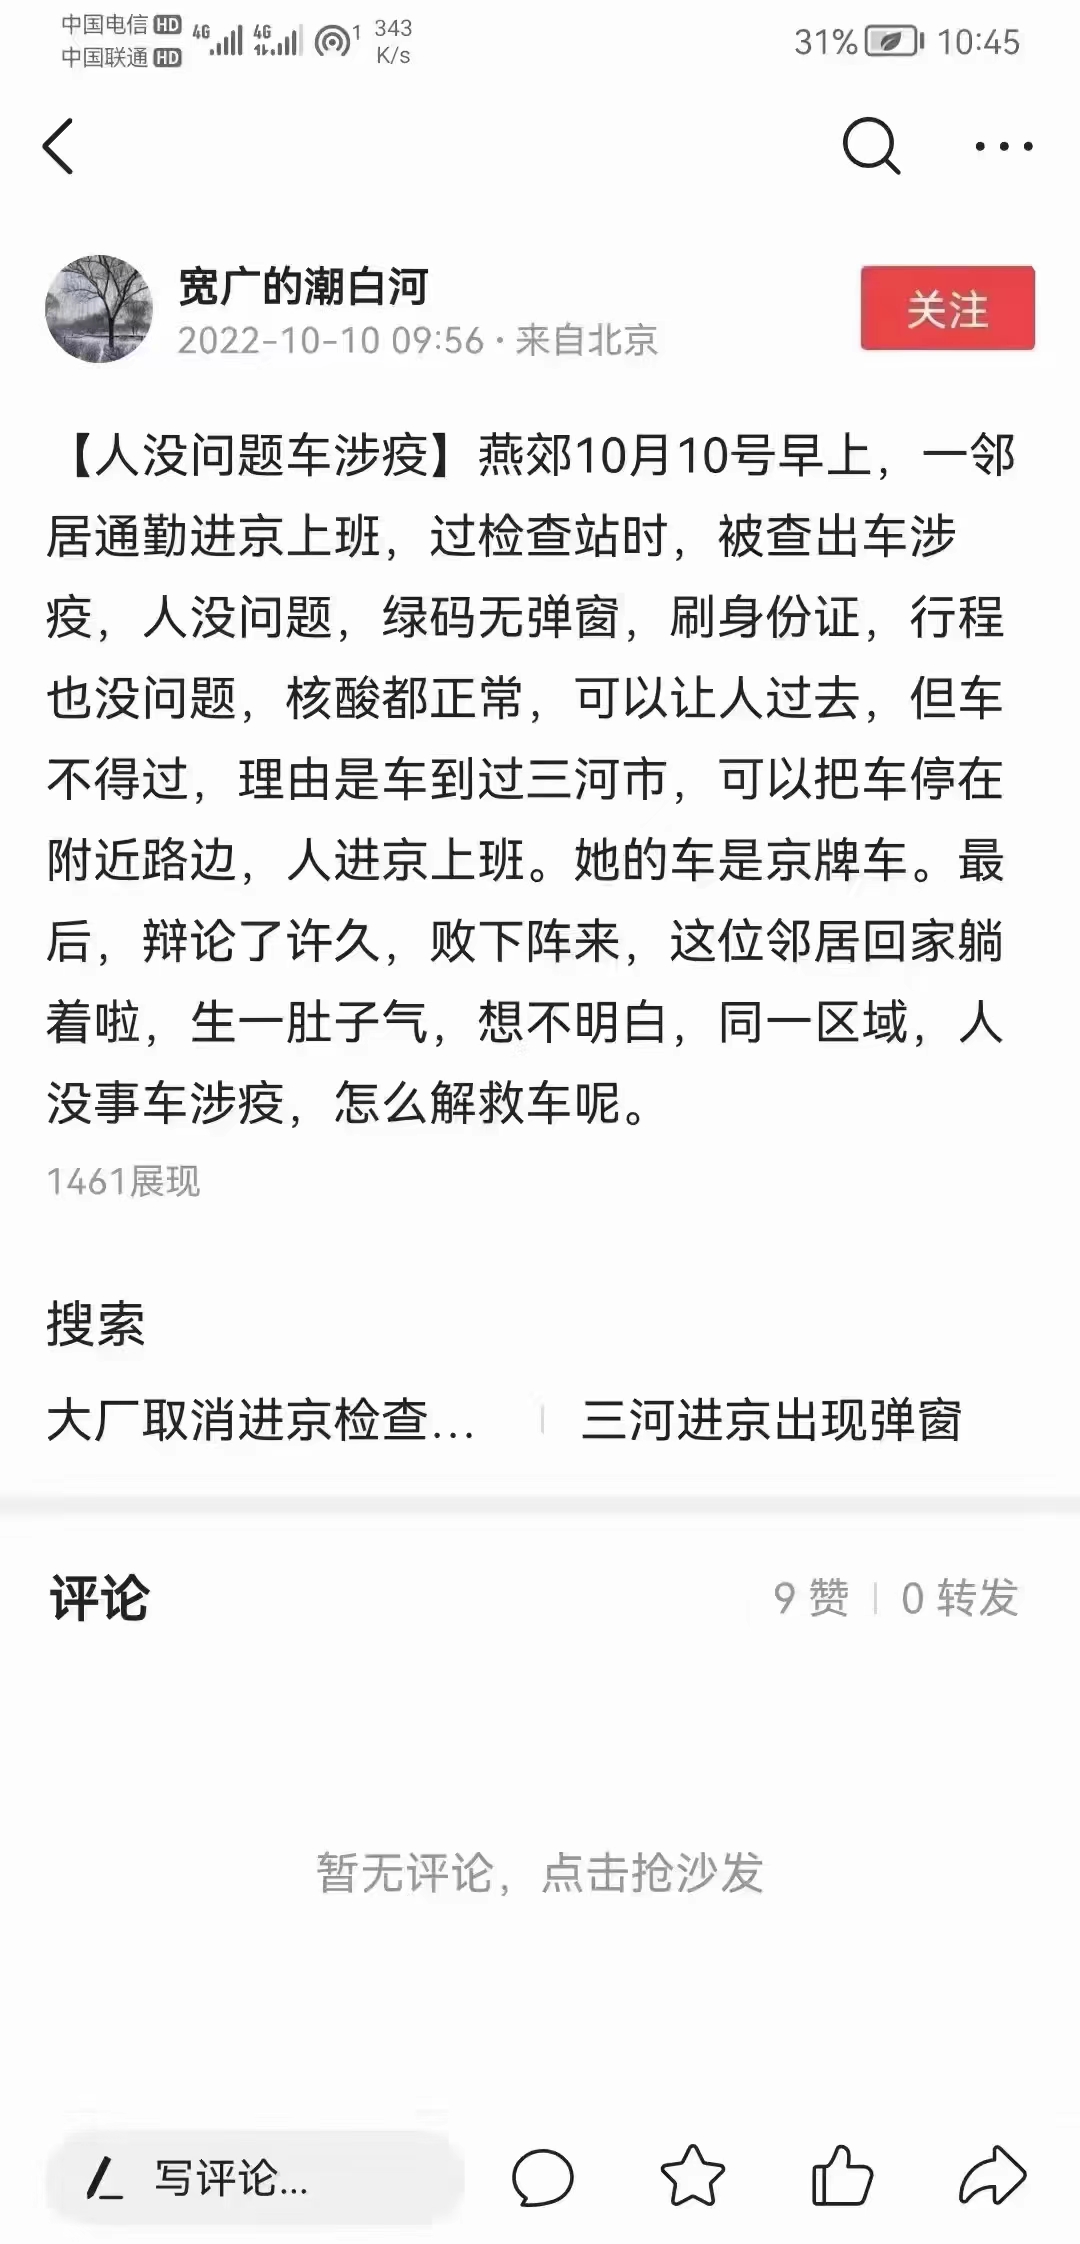 中国电信 HD 4G 4G 1 343 31% 10:45
中国联通 HD K/s
宽广的潮白河
2022-10-10 09:56 · 来自北京
关注
【人没问题车涉疫】燕郊10月10号早上，一邻
居通勤进京上班，过检查站时，被查出车涉
疫，人没问题，绿码无弹窗，刷身份证，行程
也没问题，核酸都正常，可以让人过去，但车
不得过，理由是车到过三河市，可以把车停在
附近路边，人进京上班。她的车是京牌车。最
后，辩论了许久，败下阵来，这位邻居回家躺
着啦，生一肚子气，想不明白，同一区域，人
没事车涉疫，怎么解救车呢。
1461展现
搜索
大厂取消进京检查... | 三河进京出现弹窗
评论 9 赞 | 0 转发
暂无评论，点击抢沙发
写评论...